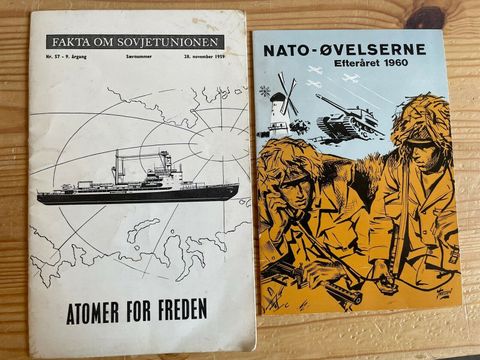 FAKTA OM SOVJETUNIONEN
Nr. 57 - 9. årgang Særnummer 28. november 1959
ATOMER FOR FREDEN
NATO-ØVELSERNE
Efteråret 1960